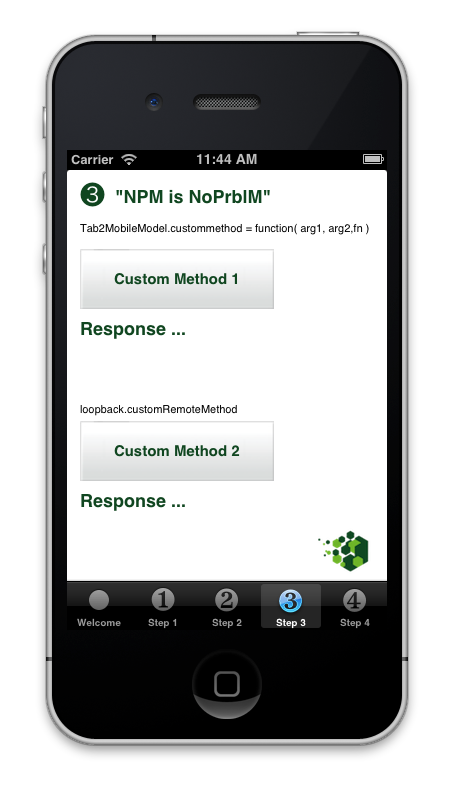 Carrier 11:44 AM
3 "NPM is NoPrblM"
Tab2MobileModel.custommethod = function( arg1, arg2,fn )
Custom Method 1
Response ...
loopback.customRemoteMethod
Custom Method 2
Response ...
1 2 3 4
Welcome Step 1 Step 2 Step 3 Step 4